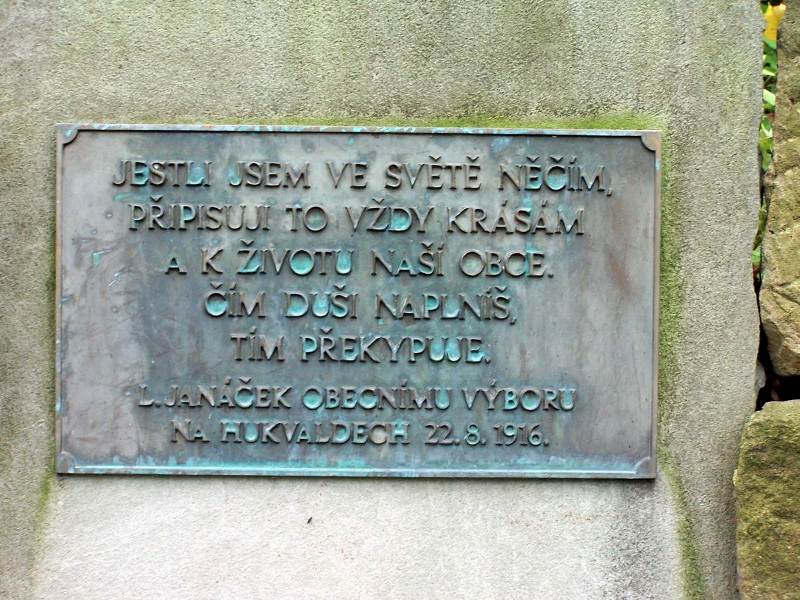 JESTLI JSEM VE SVĚTĚ NĚČÍM,
PŘIPISUJI TO VŽDY KRÁSÁM
A K ŽIVOTU NAŠÍ OBCE.
ČÍM DUŠI NAPLNÍŠ,
TÍM PŘEKYPUJE.
L. JANÁČEK OBECNÍMU VÝBORU
NA HUKVALDECH 22. 8. 1916.